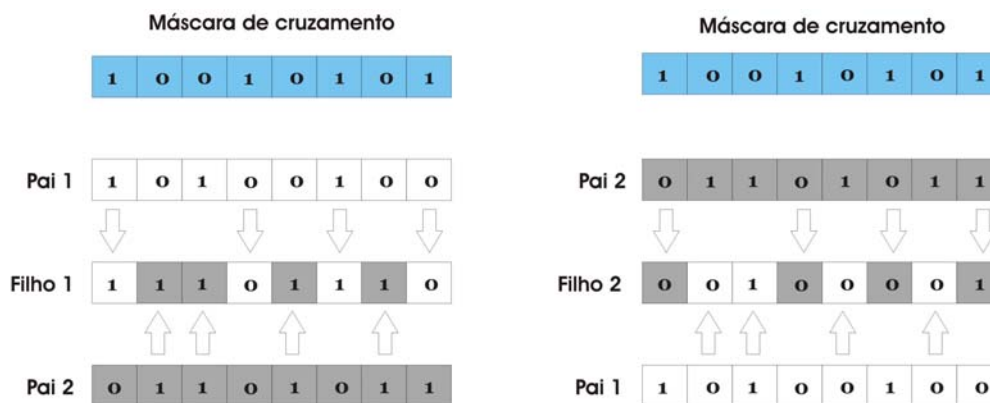 Máscara de cruzamento
1 0 0 1 0 1 0 1
Pai 1 1 0 1 0 0 1 0 0
Filho 1 1 1 1 0 1 1 1 0
Pai 2 0 1 1 0 1 0 1 1
Máscara de cruzamento
1 0 0 1 0 1 0 1
Pai 2 0 1 1 0 1 0 1 1
Filho 2 0 0 1 0 0 0 0 1
Pai 1 1 0 1 0 0 1 0 0